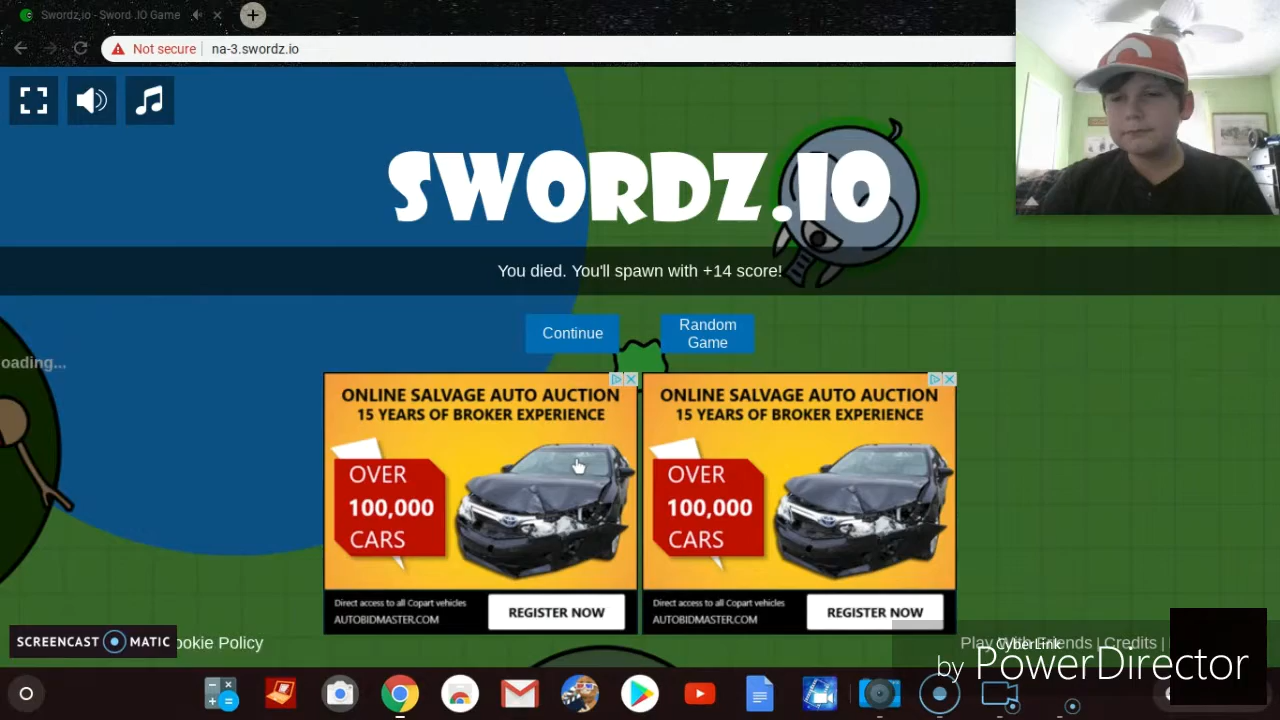 Swordz.io - Sword .IO Game
Not secure
na-3.swordz.io
SWORDZ.IO
You died. You'll spawn with +14 score!
Continue
Random
Game
oading...
ONLINE SALVAGE AUTO AUCTION
15 YEARS OF BROKER EXPERIENCE
OVER
100,000
CARS
Direct access to all Copart vehicles
AUTOBIDMASTER.COM
REGISTER NOW
ONLINE SALVAGE AUTO AUCTION
15 YEARS OF BROKER EXPERIENCE
OVER
100,000
CARS
Direct access to all Copart vehicles
AUTOBIDMASTER.COM
REGISTER NOW
SCREENCAST MATIC
ookie Policy
Play With Friends | Credits |
CyberLink
by PowerDirector